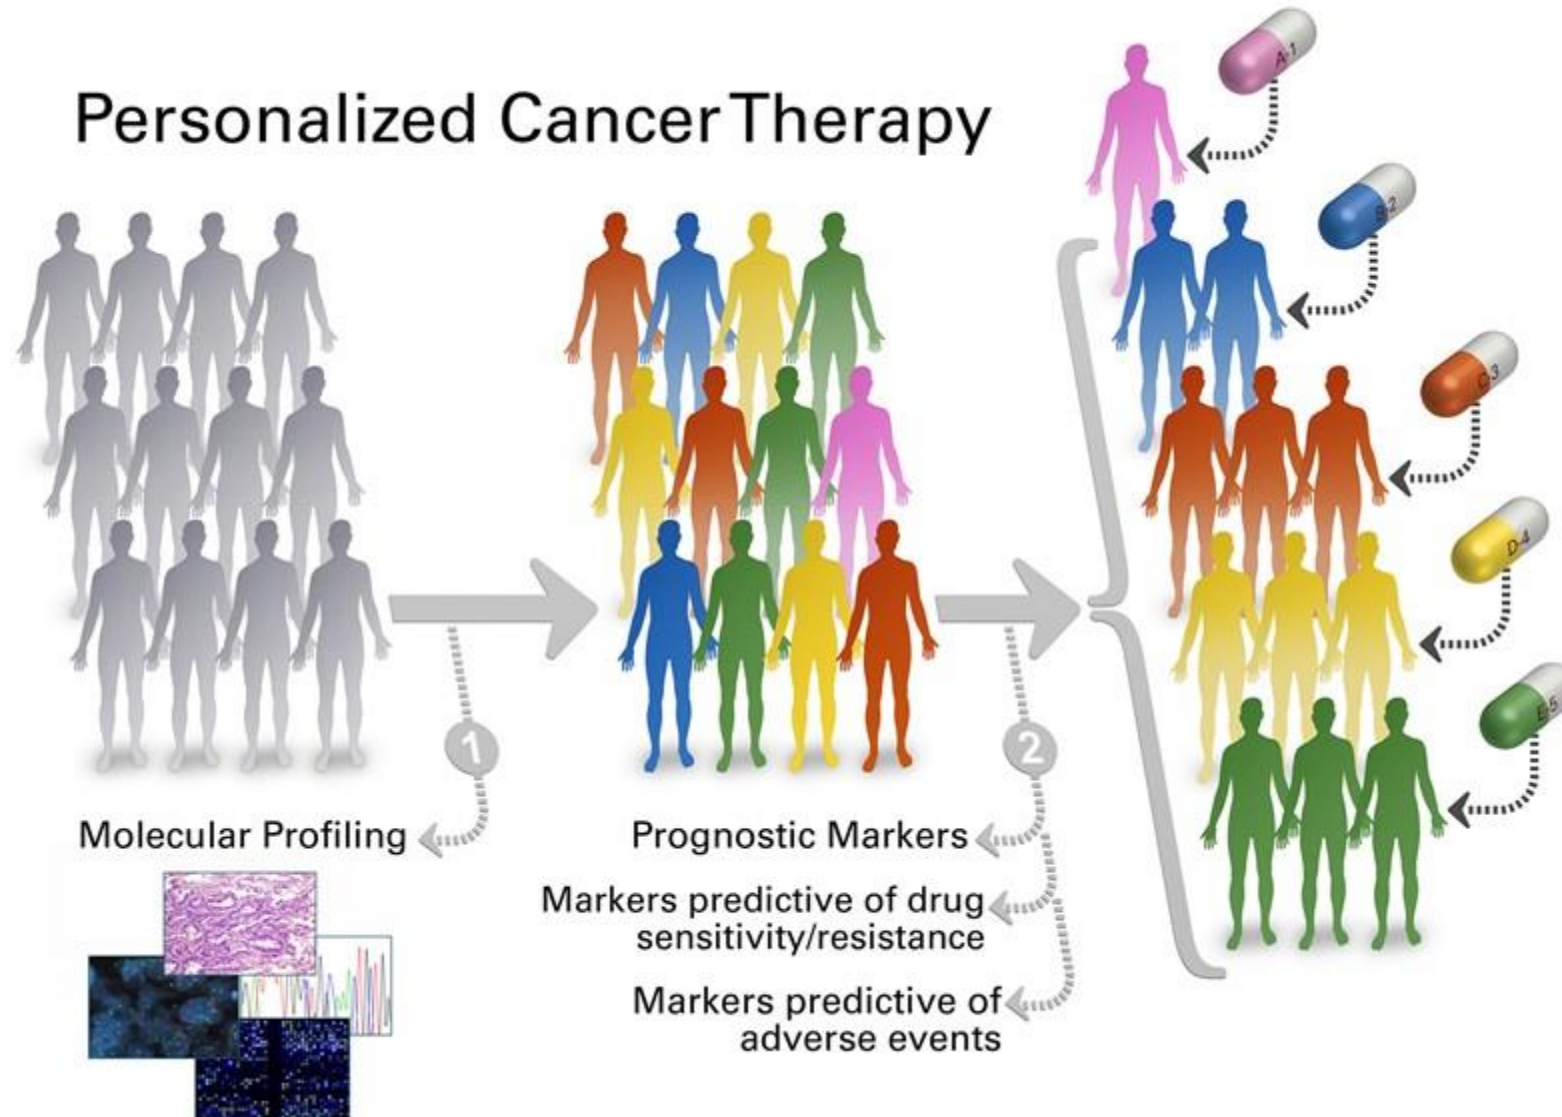 Personalized Cancer Therapy
A-1
B-2
C-3
D-4
E-5
1
2
Molecular Profiling
Prognostic Markers
Markers predictive of drug
sensitivity/resistance
Markers predictive of
adverse events